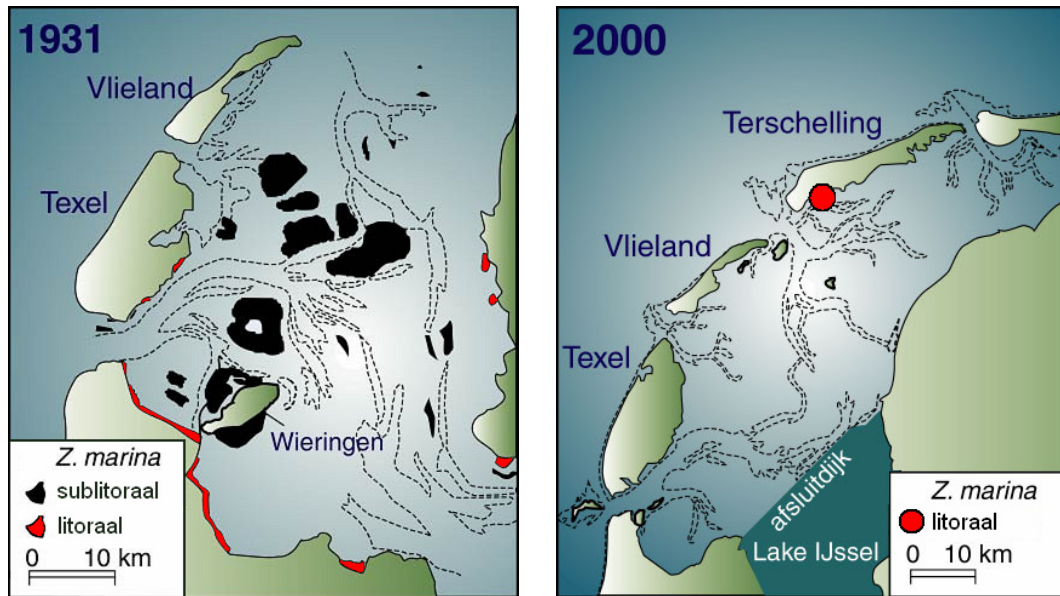 1931
Vlieland
Texel
Wieringen
Z. marina
sublitoraal
litoraal
0 10 km
2000
Terschelling
Vlieland
Texel
afsluitdijk
Lake IJssel
Z. marina
litoraal
0 10 km